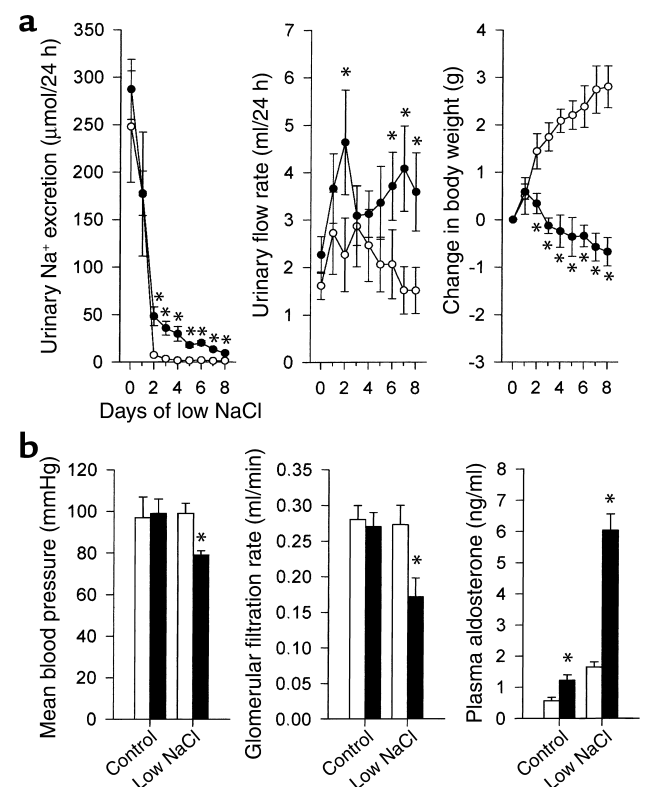 a
Urinary Na⁺ excretion (μmol/24 h)
350
300
250
200
150
100
50
0
0 2 4 6 8
Days of low NaCl
* * * * * * *
Urinary flow rate (ml/24 h)
7
6
5
4
3
2
1
0
0 2 4 6 8
* * * *
Change in body weight (g)
4
3
2
1
0
-1
-2
-3
0 2 4 6 8
* * * * * * *
b
Mean blood pressure (mmHg)
120
100
80
60
40
20
0
*
Control
Low NaCl
Glomerular filtration rate (ml/min)
0.35
0.30
0.25
0.20
0.15
0.10
0.05
0.00
*
Control
Low NaCl
Plasma aldosterone (ng/ml)
8
7
6
5
4
3
2
1
0
* *
Control
Low NaCl